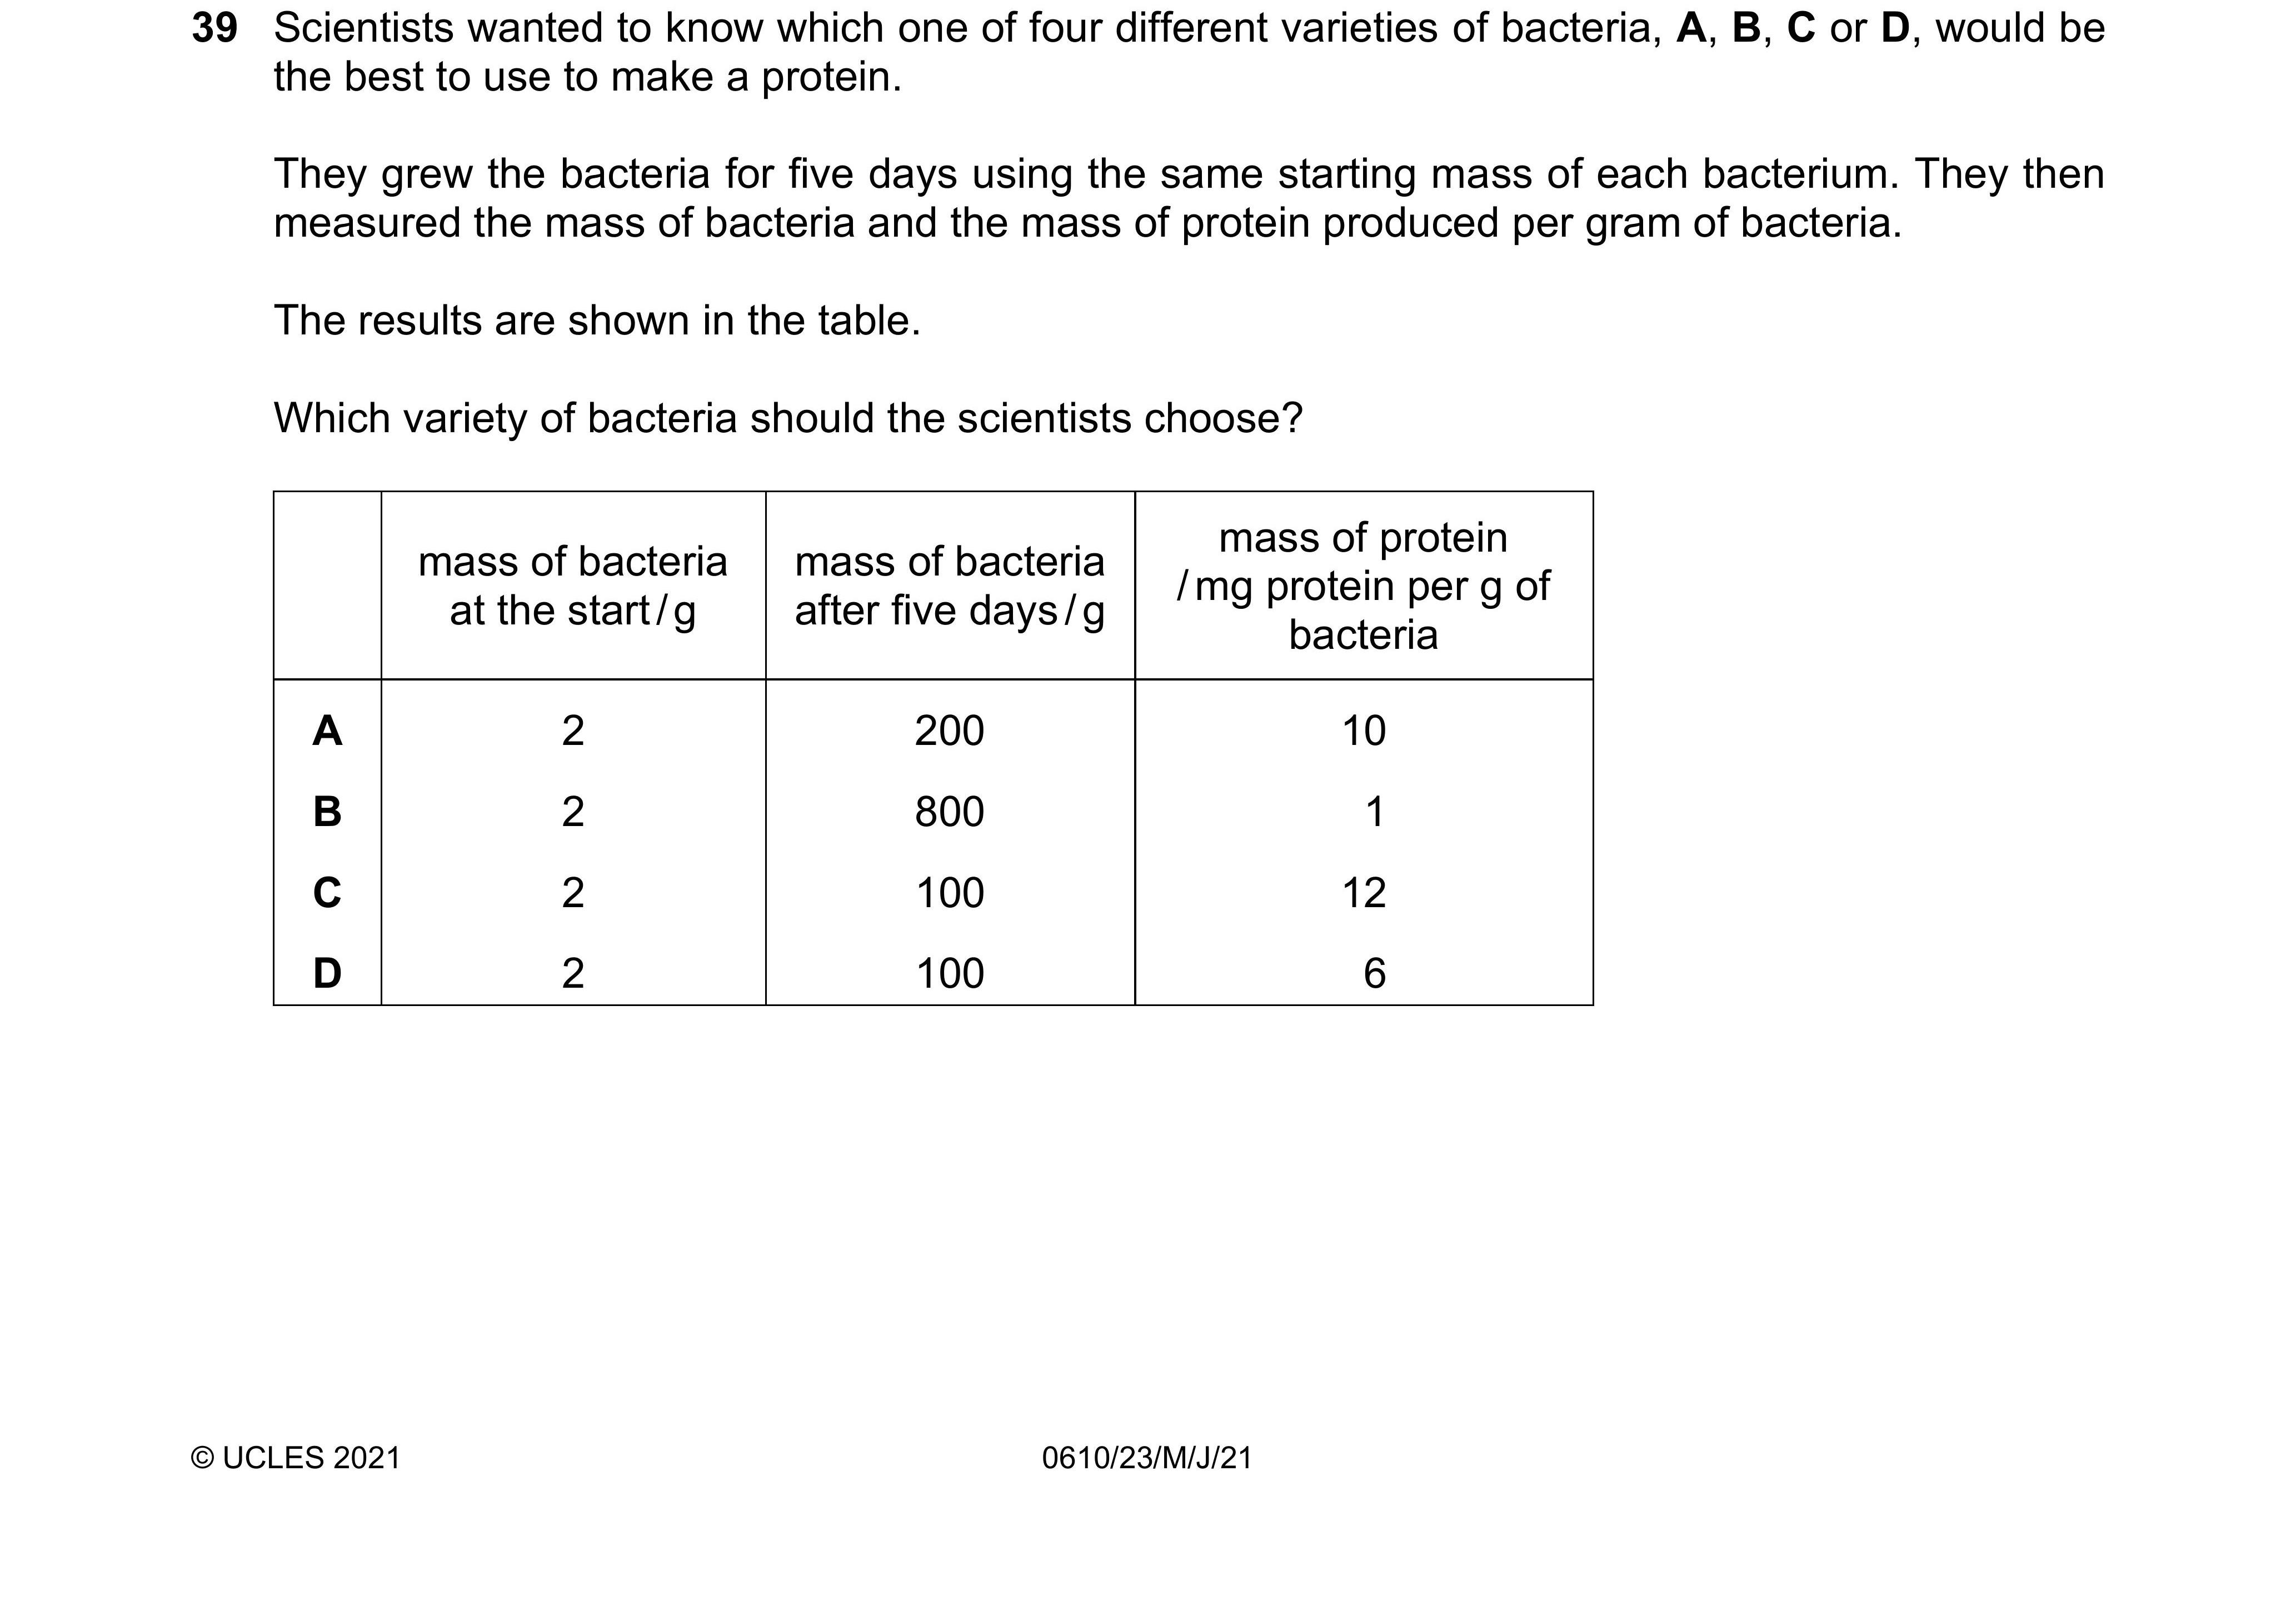 39 Scientists wanted to know which one of four different varieties of bacteria, A, B, C or D, would be
the best to use to make a protein.
They grew the bacteria for five days using the same starting mass of each bacterium. They then
measured the mass of bacteria and the mass of protein produced per gram of bacteria.
The results are shown in the table.
Which variety of bacteria should the scientists choose?
mass of bacteria
at the start / g
mass of bacteria
after five days / g
mass of protein
/ mg protein per g of
bacteria
A 2 200 10
B 2 800 1
C 2 100 12
D 2 100 6
© UCLES 2021 0610/23/M/J/21